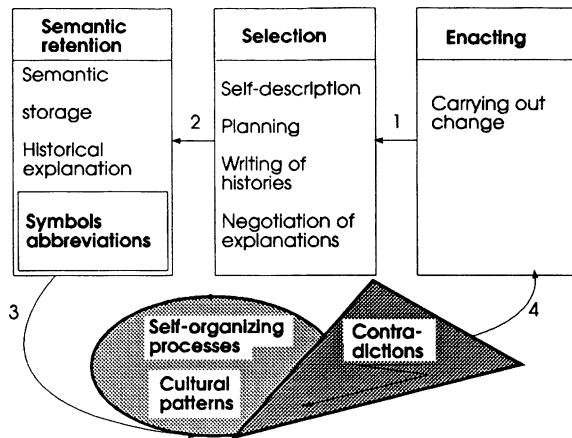 Semantic
retention
Semantic
storage
Historical
explanation
Symbols
abbreviations
2
Selection
Self-description
Planning
Writing of
histories
Negotiation of
explanations
1
Enacting
Carrying out
change
3
Self-organizing
processes
Cultural
patterns
Contra-
dictions
4